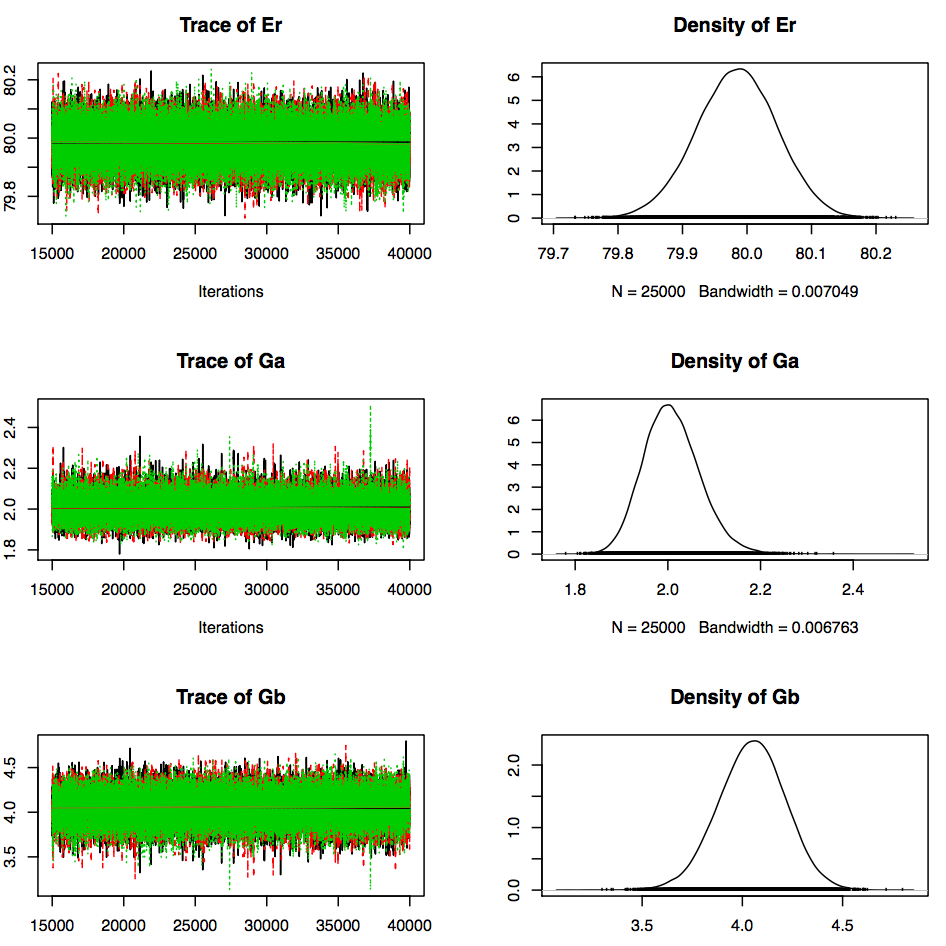 Trace of Er
80.2
80.0
79.8
15000 20000 25000 30000 35000 40000
Iterations
Density of Er
6
5
4
3
2
1
0
79.7 79.8 79.9 80.0 80.1 80.2
N = 25000 Bandwidth = 0.007049
Trace of Ga
2.4
2.2
2.0
1.8
15000 20000 25000 30000 35000 40000
Iterations
Density of Ga
6
5
4
3
2
1
0
1.8 2.0 2.2 2.4
N = 25000 Bandwidth = 0.006763
Trace of Gb
4.5
4.0
3.5
15000 20000 25000 30000 35000 40000
Density of Gb
2.0
1.0
0.0
3.5 4.0 4.5